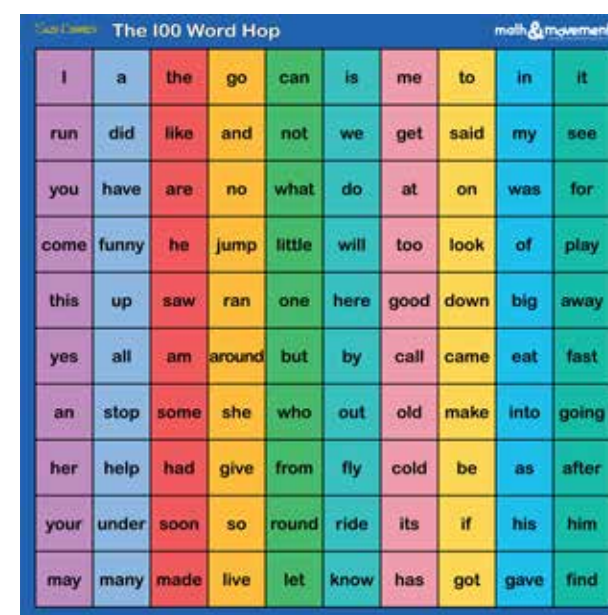 The 100 Word Hop
math & movement
I a the go can is me to in it
run did like and not we get said my see
you have are no what do at on was for
come funny he jump little will too look of play
this up saw ran one here good down big away
yes all am around but by call came eat fast
an stop some she who out old make into going
her help had give from fly cold be as after
your under soon so round ride its if his him
may many made live let know has got gave find